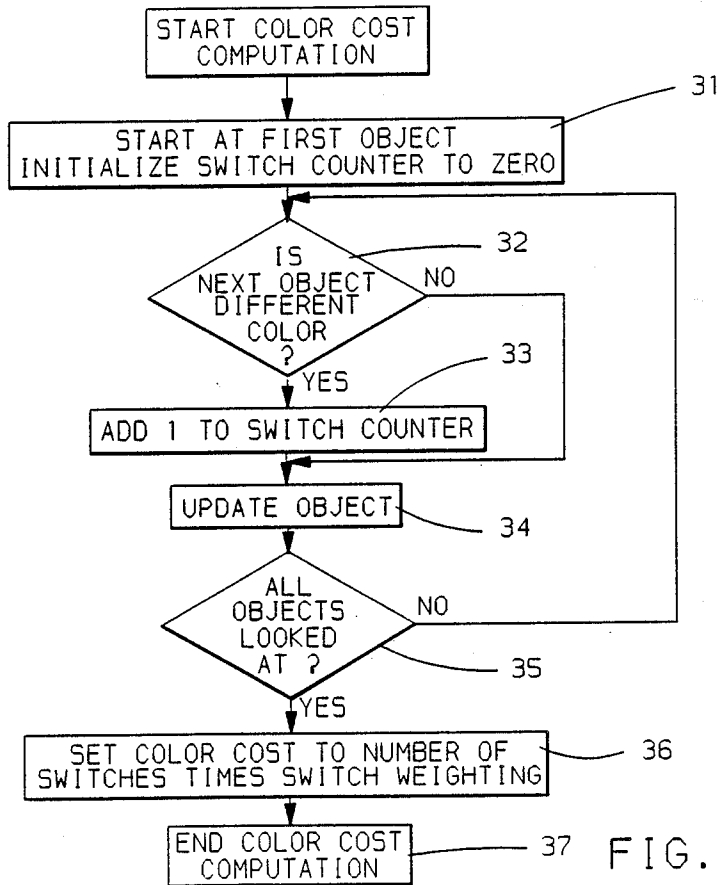 START COLOR COST
COMPUTATION
31
START AT FIRST OBJECT
INITIALIZE SWITCH COUNTER TO ZERO
32
IS
NEXT OBJECT
DIFFERENT
COLOR
?
NO
YES
33
ADD 1 TO SWITCH COUNTER
UPDATE OBJECT
34
ALL
OBJECTS
LOOKED
AT ?
NO
35
YES
SET COLOR COST TO NUMBER OF
SWITCHES TIMES SWITCH WEIGHTING
36
END COLOR COST
COMPUTATION
37
FIG.